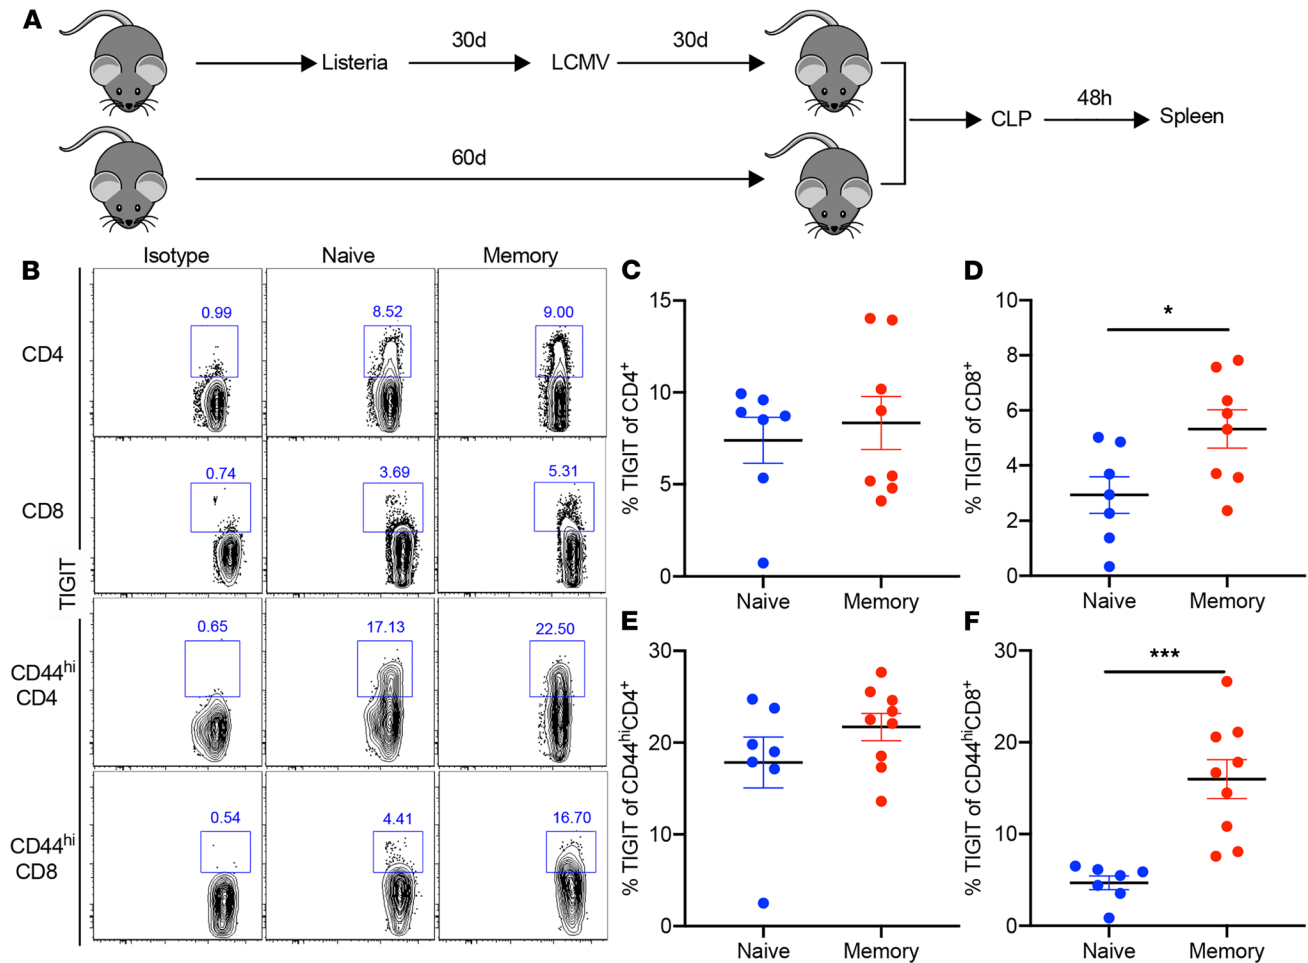 A
Listeria
30d
LCMV
30d
60d
CLP
48h
Spleen
B
Isotype
Naive
Memory
TIGIT
CD4
0.99
8.52
9.00
CD8
0.74
3.69
5.31
CD44hi
CD4
0.65
17.13
22.50
CD44hi
CD8
0.54
4.41
16.70
C
% TIGIT of CD4+
15
10
5
0
Naive
Memory
D
% TIGIT of CD8+
10
8
6
4
2
0
*
Naive
Memory
E
% TIGIT of CD44hiCD4+
30
20
10
0
Naive
Memory
F
% TIGIT of CD44hiCD8+
30
20
10
0
***
Naive
Memory